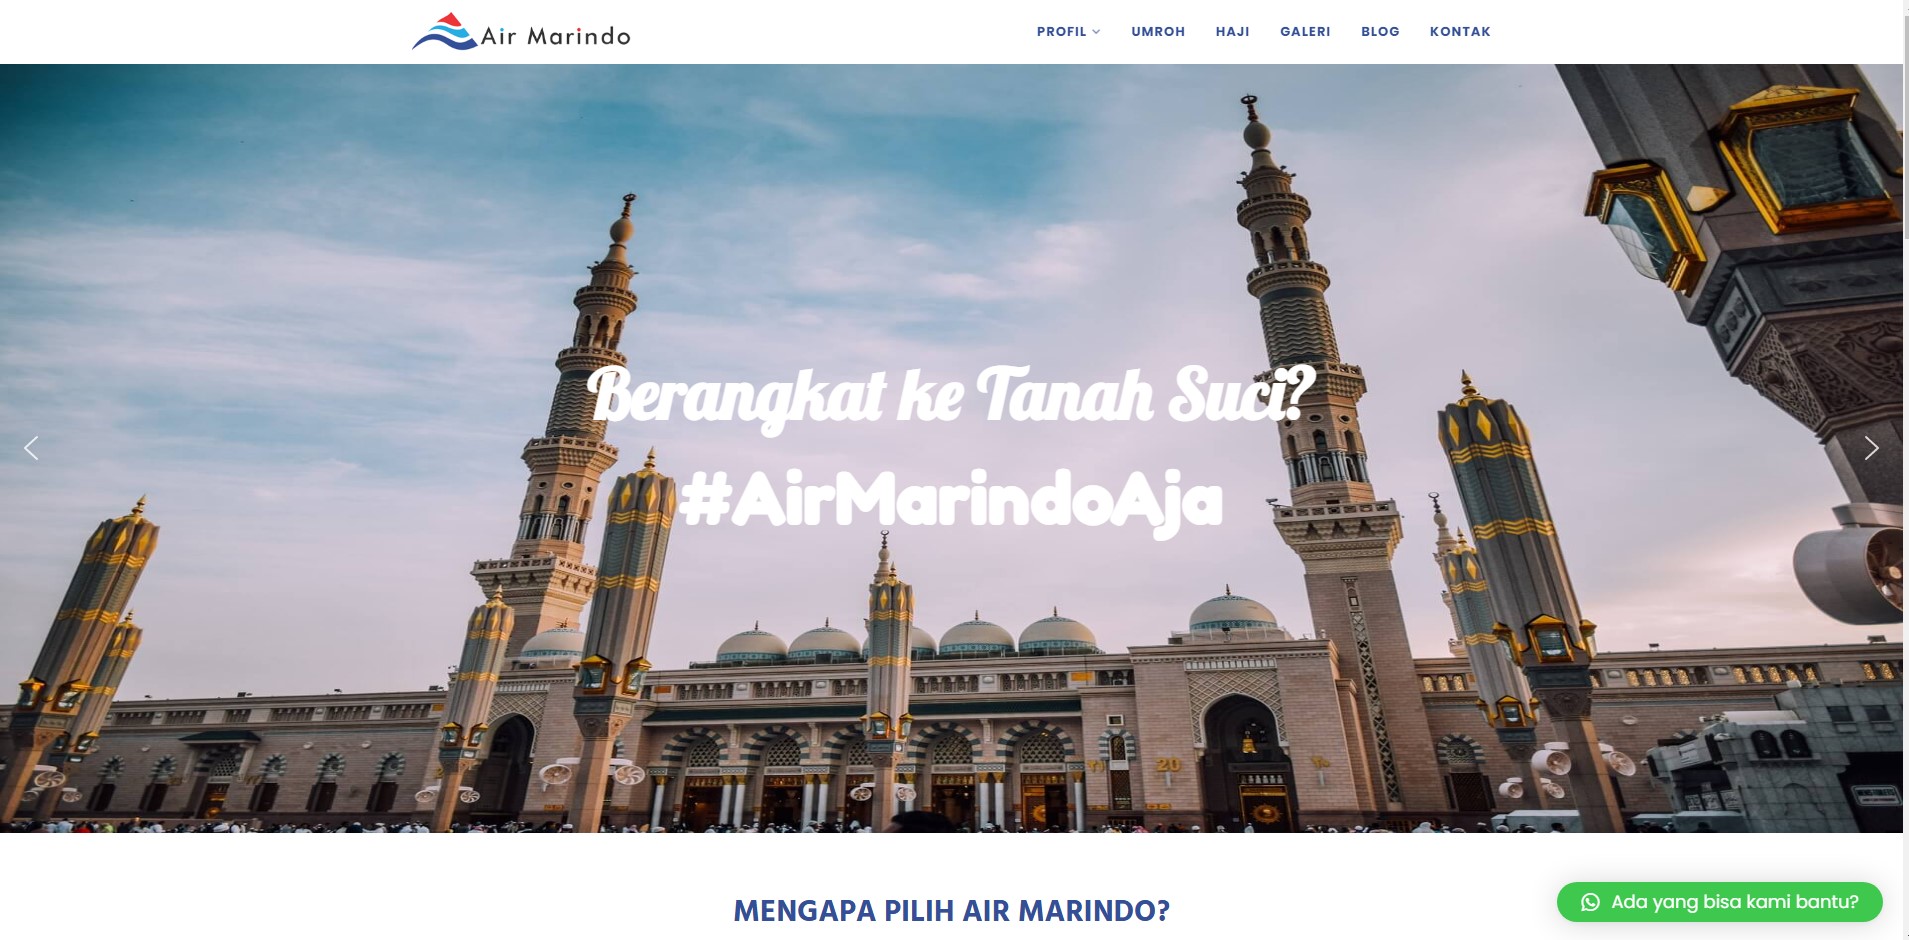 Air Marindo
PROFIL
UMROH
HAJI
GALERI
BLOG
KONTAK
Berangkat ke Tanah Suci?
#AirMarindoAja
20
MENGAPA PILIH AIR MARINDO?
Ada yang bisa kami bantu?